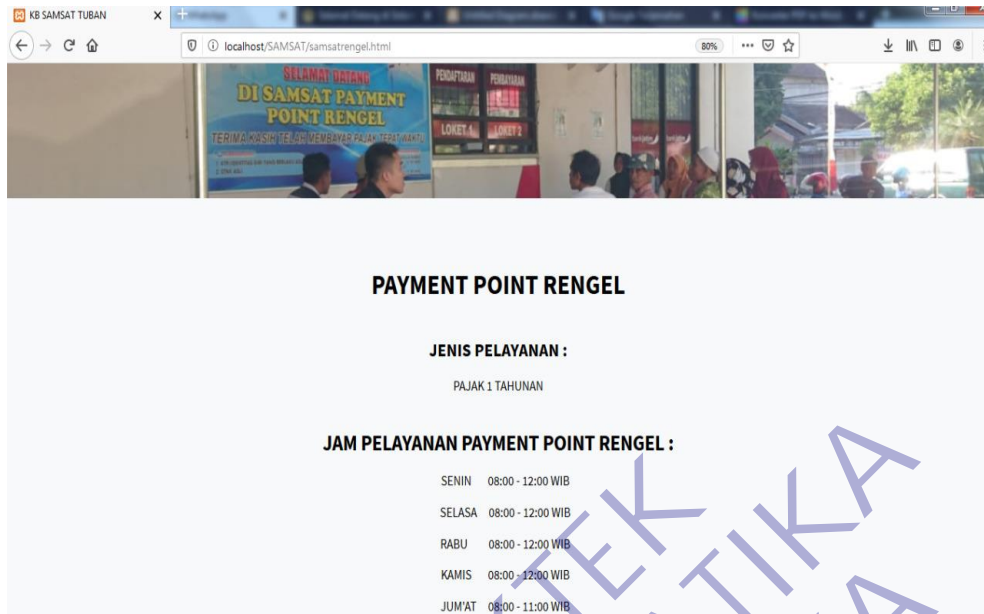 KB SAMSAT TUBAN
localhost/SAMSAT/samsatrengel.html
80%
SELAMAT DATANG
DI SAMSAT PAYMENT
POINT RENGEL
TERIMA KASIH TELAH MEMBAYAR PAJAK TEPAT WAKTU
PENDAFTARAN
PEMBAYARAN
LOKET 1
LOKET 2
PAYMENT POINT RENGEL
JENIS PELAYANAN :
PAJAK 1 TAHUNAN
JAM PELAYANAN PAYMENT POINT RENGEL :
SENIN 08:00 - 12:00 WIB
SELASA 08:00 - 12:00 WIB
RABU 08:00 - 12:00 WIB
KAMIS 08:00 - 12:00 WIB
JUM'AT 08:00 - 11:00 WIB